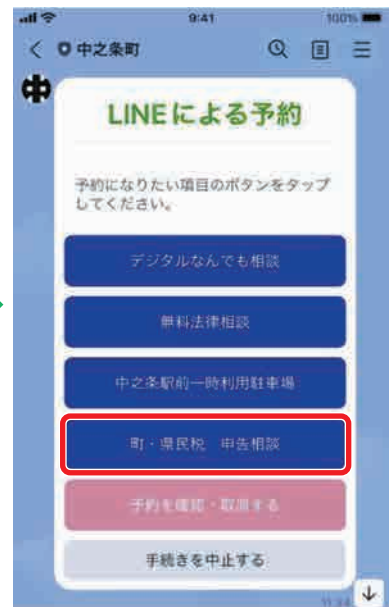 9:41
100%
中之条町
LINEによる予約
予約になりたい項目のボタンをタップ
してください。
デジタルなんでも相談
無料法律相談
中之条駅前一時利用駐車場
町・県民税 申告相談
予約を確認・取消する
手続きを中止する